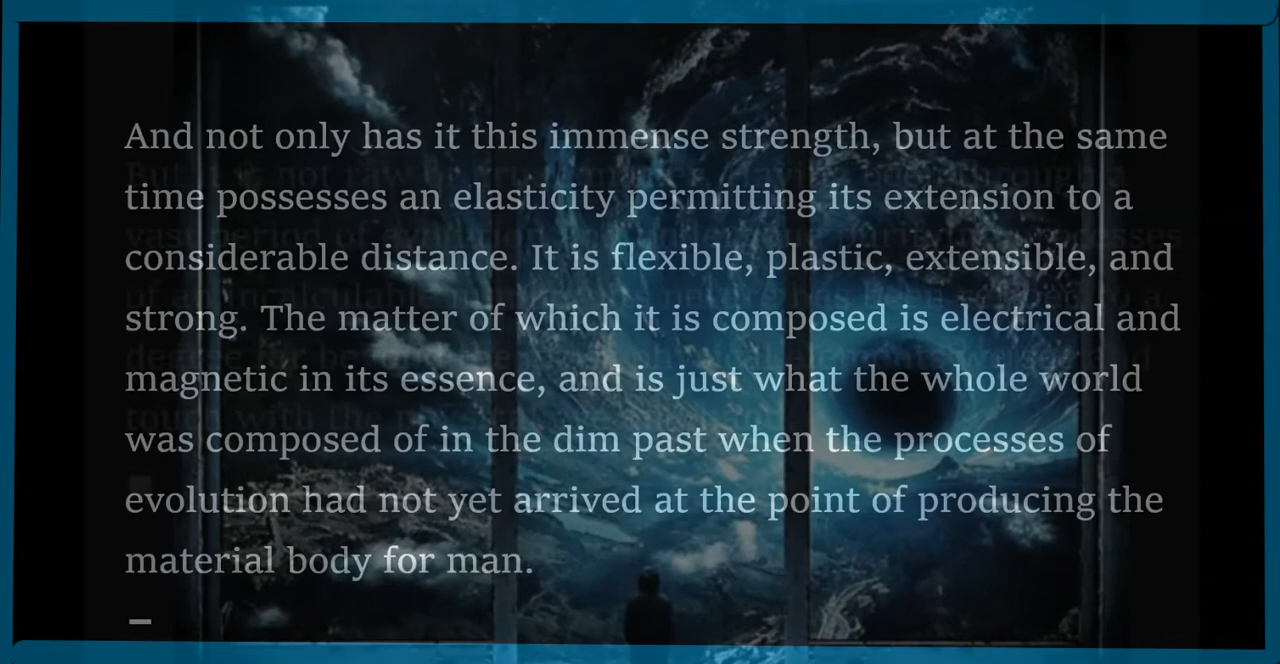 And not only has it this immense strength, but at the same
time possesses an elasticity permitting its extension to a
considerable distance. It is flexible, plastic, extensible, and
strong. The matter of which it is composed is electrical and
magnetic in its essence, and is just what the whole world
was composed of in the dim past when the processes of
evolution had not yet arrived at the point of producing the
material body for man.